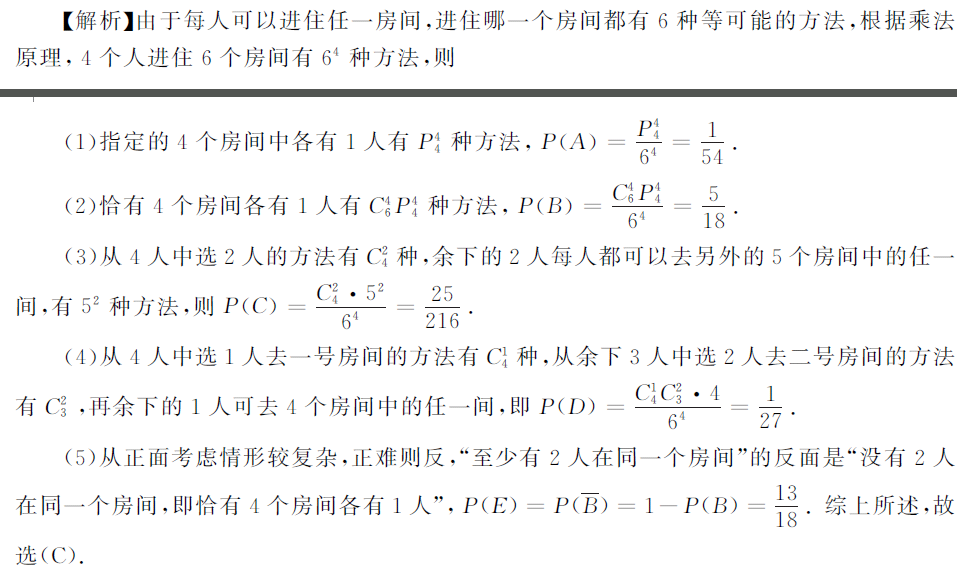 【解析】由于每人可以进住任一房间,进住哪一个房间都有 6 种等可能的方法,根据乘法
原理, 4 个人进住 6 个房间有 6⁴ 种方法,则
(1)指定的 4 个房间中各有 1 人有 $P_4^4$ 种方法, $P(A)=\frac{P_4^4}{6^4}=\frac{1}{54}$.
(2)恰有 4 个房间各有 1 人有 $C_6^4P_4^4$ 种方法, $P(B)=\frac{C_6^4P_4^4}{6^4}=\frac{5}{18}$.
(3)从 4 人中选 2 人的方法有 $C_4^2$ 种,余下的 2 人每人都可以去另外的 5 个房间中的任一
间,有 5² 种方法,则 $P(C)=\frac{C_4^2 \cdot 5^2}{6^4}=\frac{25}{216}$.
(4)从 4 人中选 1 人去一号房间的方法有 $C_4^1$ 种,从余下 3 人中选 2 人去二号房间的方法
有 $C_3^2$ ,再余下的 1 人可去 4 个房间中的任一间,即 $P(D)=\frac{C_4^1C_3^2 \cdot 4}{6^4}=\frac{1}{27}$.
(5)从正面考虑情形较复杂,正难则反,“至少有 2 人在同一个房间”的反面是“没有 2 人
在同一个房间,即恰有 4 个房间各有 1 人”, $P(E)=P(\overline{B})=1-P(B)=\frac{13}{18}$. 综上所述,故
选(C).